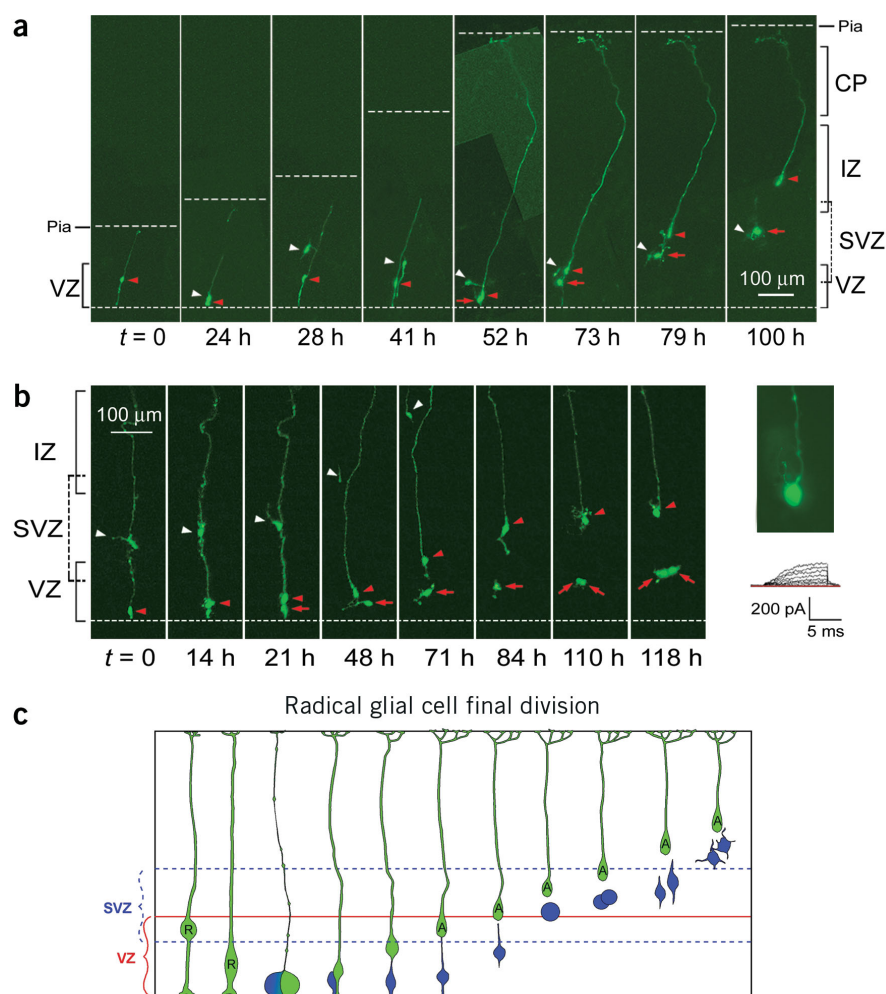 a
Pia
CP
IZ
Pia
SVZ
VZ
VZ
100 μm
t = 0 24 h 28 h 41 h 52 h 73 h 79 h 100 h
b
100 μm
IZ
SVZ
VZ
200 pA
5 ms
t = 0 14 h 21 h 48 h 71 h 84 h 110 h 118 h
c
Radical glial cell final division
A
A
A
A
SVZ
A
A
R
A
VZ
R